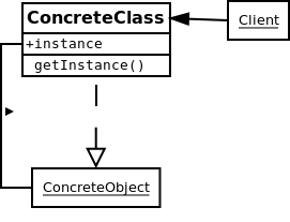 ConcreteClass
Client
+instance
getInstance()
ConcreteObject